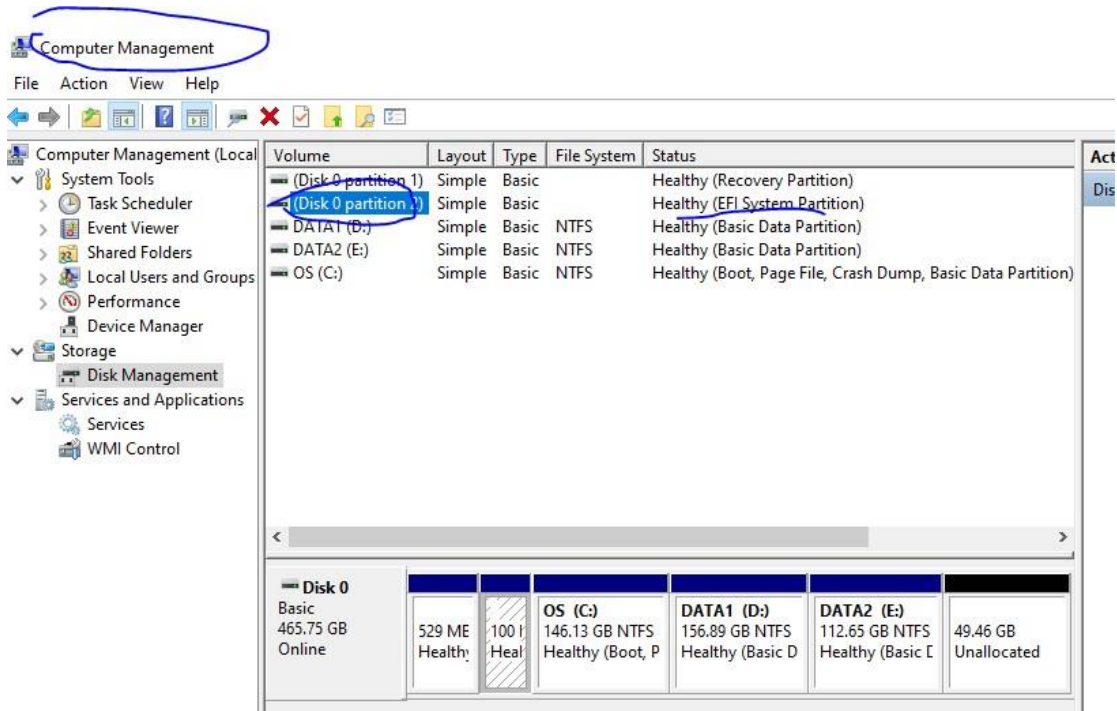 Computer Management
File Action View Help
Computer Management (Local
System Tools
Task Scheduler
Event Viewer
Shared Folders
Local Users and Groups
Performance
Device Manager
Storage
Disk Management
Services and Applications
Services
WMI Control
Volume Layout Type File System Status
(Disk 0 partition 1) Simple Basic Healthy (Recovery Partition)
(Disk 0 partition 2) Simple Basic Healthy (EFI System Partition)
DATA1 (D:) Simple Basic NTFS Healthy (Basic Data Partition)
DATA2 (E:) Simple Basic NTFS Healthy (Basic Data Partition)
OS (C:) Simple Basic NTFS Healthy (Boot, Page File, Crash Dump, Basic Data Partition)
Act
Dis
Disk 0
Basic
465.75 GB
Online
529 ME
Healthy
100
Heal
OS (C:)
146.13 GB NTFS
Healthy (Boot, P
DATA1 (D:)
156.89 GB NTFS
Healthy (Basic D
DATA2 (E:)
112.65 GB NTFS
Healthy (Basic D
49.46 GB
Unallocated